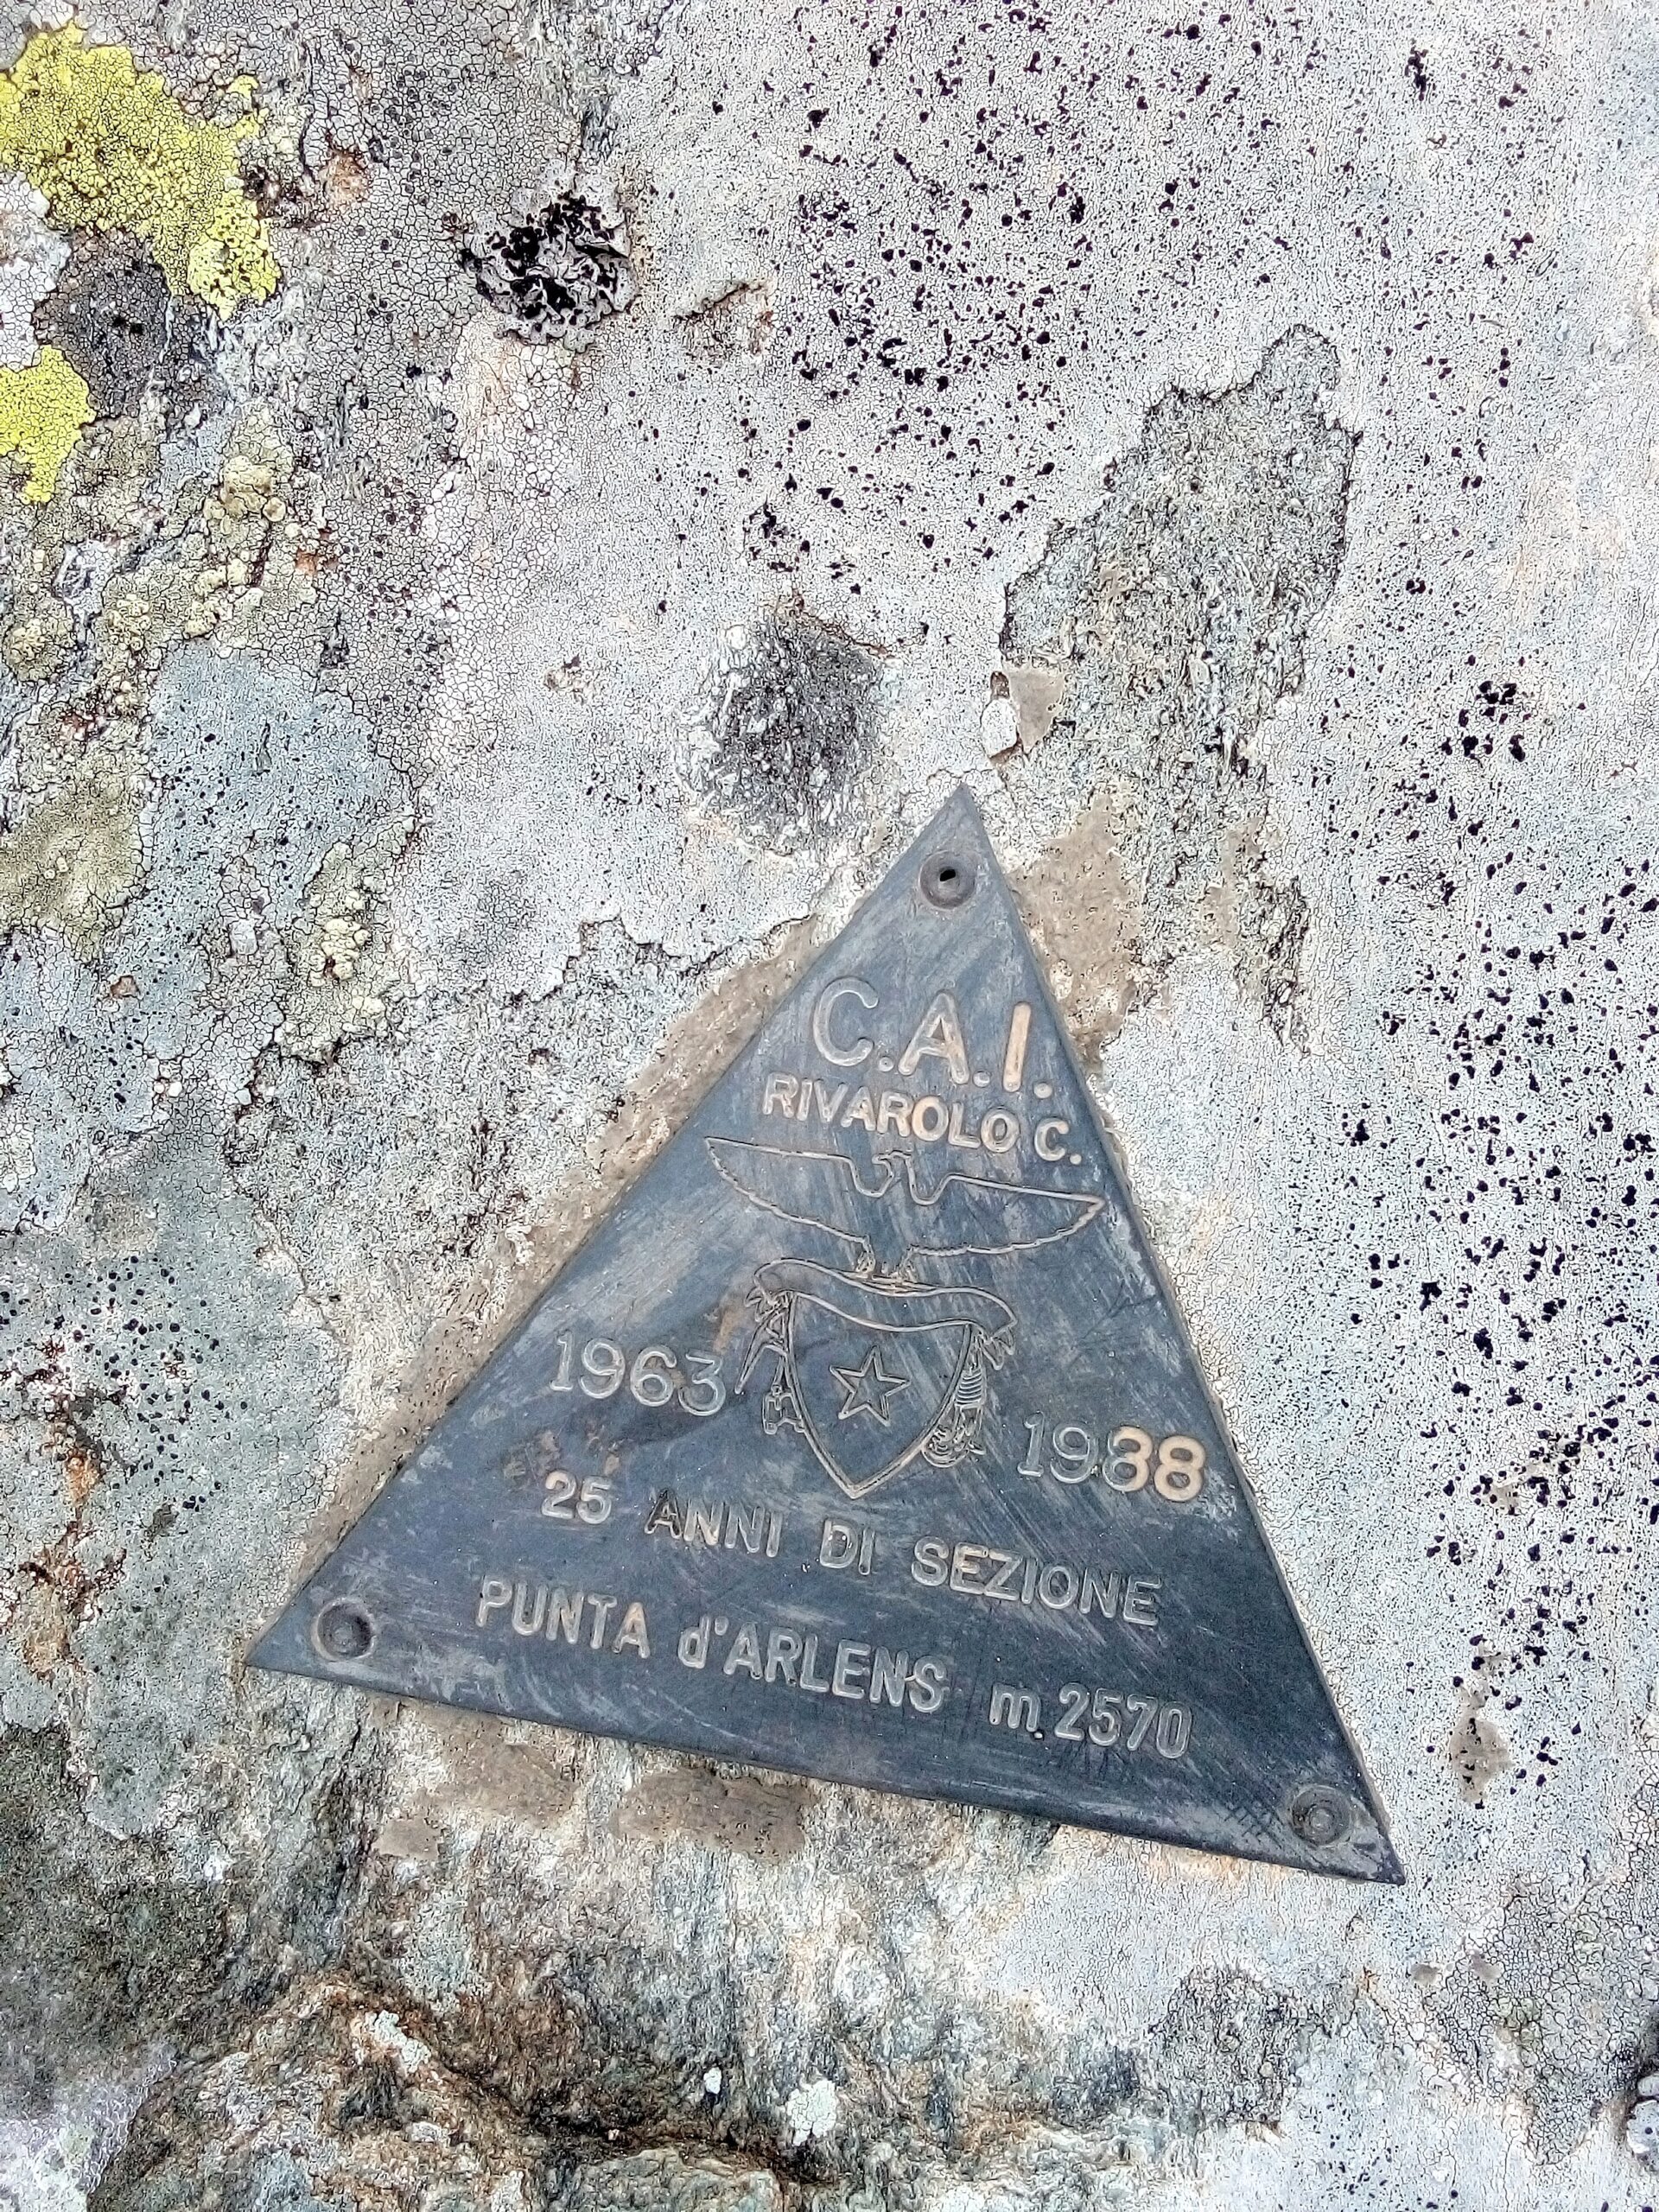 C.A.I.
RIVAROLO C.
1963 1988
25 ANNI DI SEZIONE
PUNTA d'ARLENS m. 2570